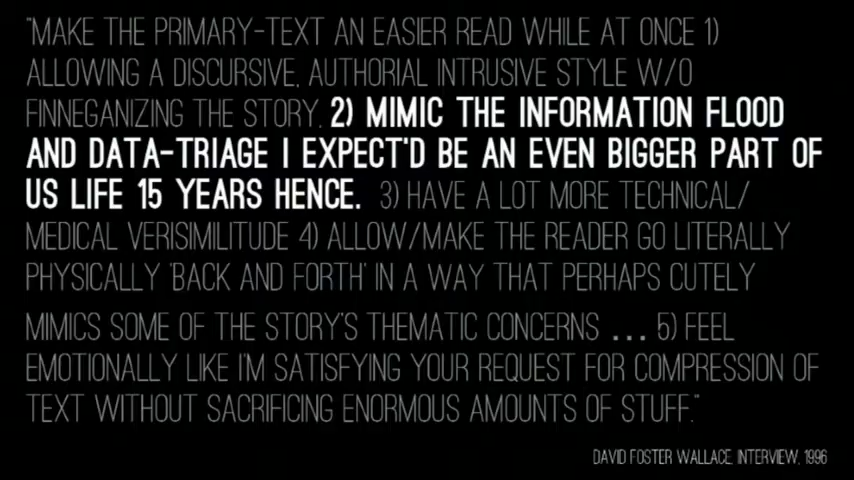 "MAKE THE PRIMARY-TEXT AN EASIER READ WHILE AT ONCE 1)
ALLOWING A DISCURSIVE, AUTHORIAL INTRUSIVE STYLE W/O
FINNEGANIZING THE STORY, 2) MIMIC THE INFORMATION FLOOD
AND DATA-TRIAGE I EXPECT'D BE AN EVEN BIGGER PART OF
US LIFE 15 YEARS HENCE. 3) HAVE A LOT MORE TECHNICAL/
MEDICAL VERISIMILITUDE 4) ALLOW/MAKE THE READER GO LITERALLY
PHYSICALLY 'BACK AND FORTH' IN A WAY THAT PERHAPS CUTELY
MIMICS SOME OF THE STORY'S THEMATIC CONCERNS ... 5) FEEL
EMOTIONALLY LIKE I'M SATISFYING YOUR REQUEST FOR COMPRESSION OF
TEXT WITHOUT SACRIFICING ENORMOUS AMOUNTS OF STUFF."
DAVID FOSTER WALLACE, INTERVIEW, 1996